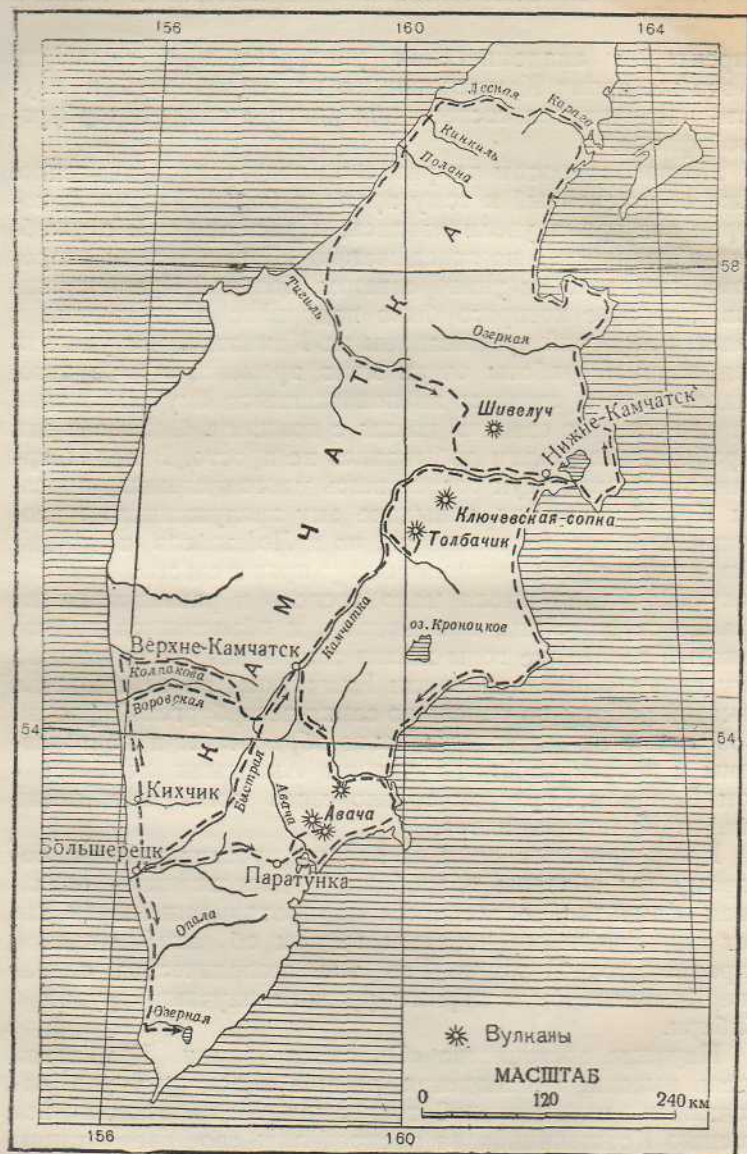 156
160
164
Лесная
Карага
Кинкиль
Полана
58
Тигиль
Озерная
Шивелуч
Нижне-Камчатск
Ключевская-сопка
Толбачик
КАМЧАТКА
Камчатка
оз. Кроноцкое
Верхне-Камчатск
Колпакова
Воровская
54
54
Быстрая
Кихчик
Авача
Авача
Большерецк
Паратунка
Опала
Озерная
Вулканы
МАСШТАБ
0 120 240 км
156
160